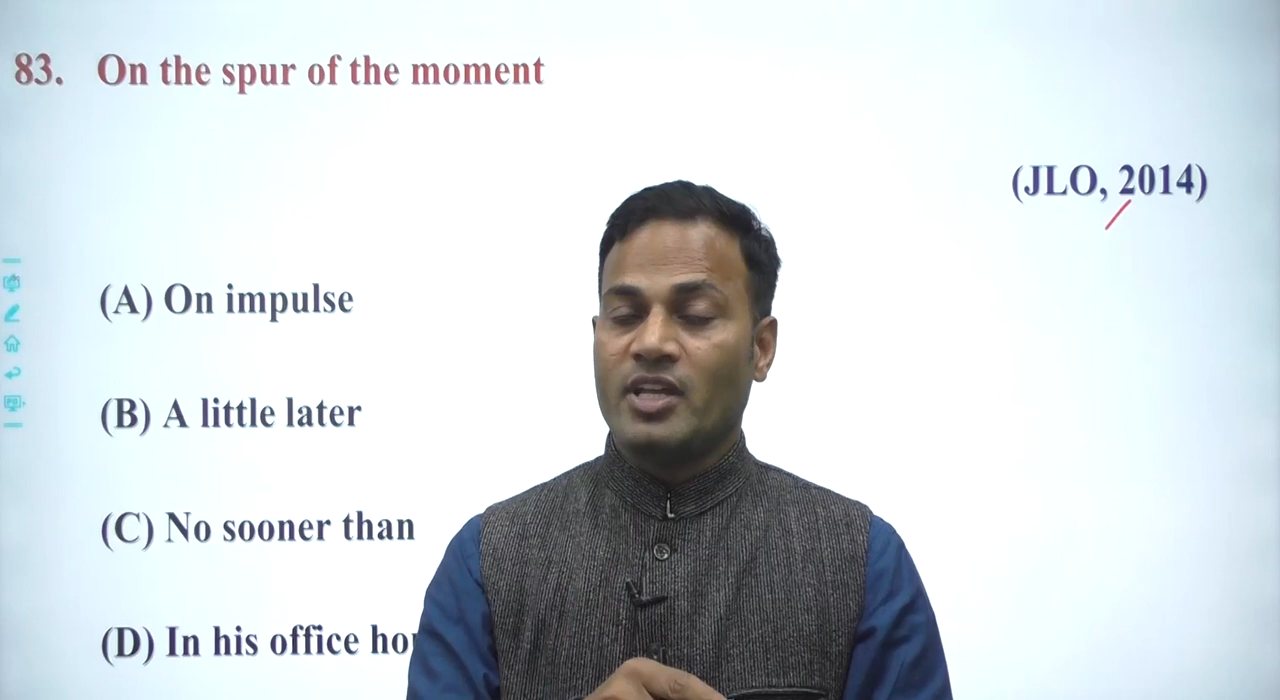 83. On the spur of the moment
(JLO, 2014)
(A) On impulse
(B) A little later
(C) No sooner than
(D) In his office